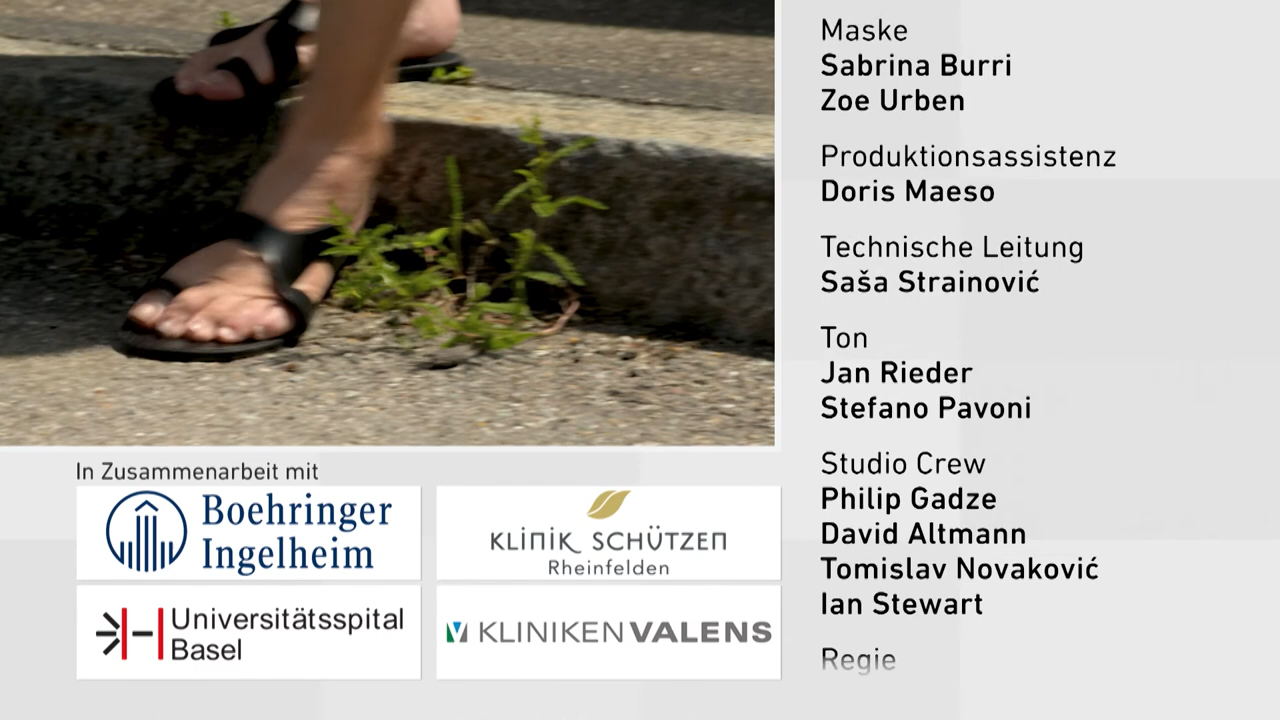 Maske
Sabrina Burri
Zoe Urben
Produktionsassistenz
Doris Maeso
Technische Leitung
Saša Strainović
Ton
Jan Rieder
Stefano Pavoni
Studio Crew
Philip Gadze
David Altmann
Tomislav Novaković
Ian Stewart
Regie
In Zusammenarbeit mit
Boehringer
Ingelheim
KLINIK SCHÜTZEN
Rheinfelden
Universitätsspital
Basel
KLINIKEN VALENS